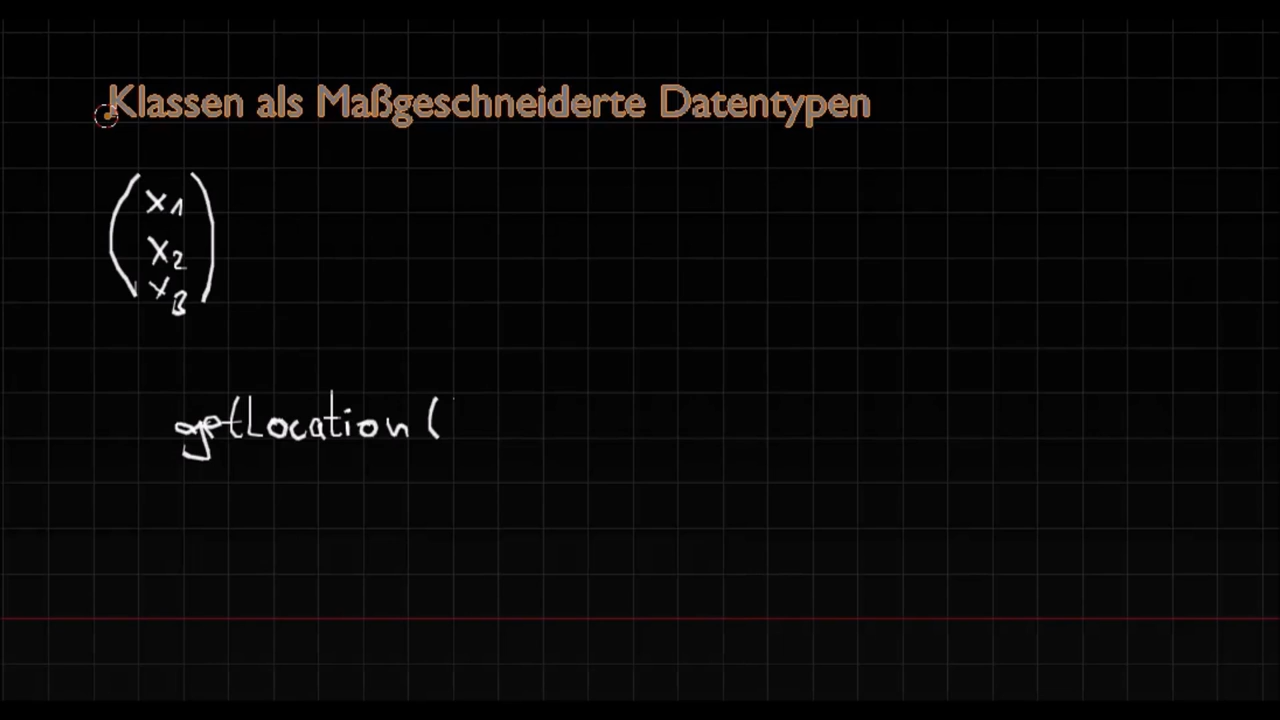 Klassen als Maßgeschneiderte Datentypen
x1
x2
x3
getLocation (